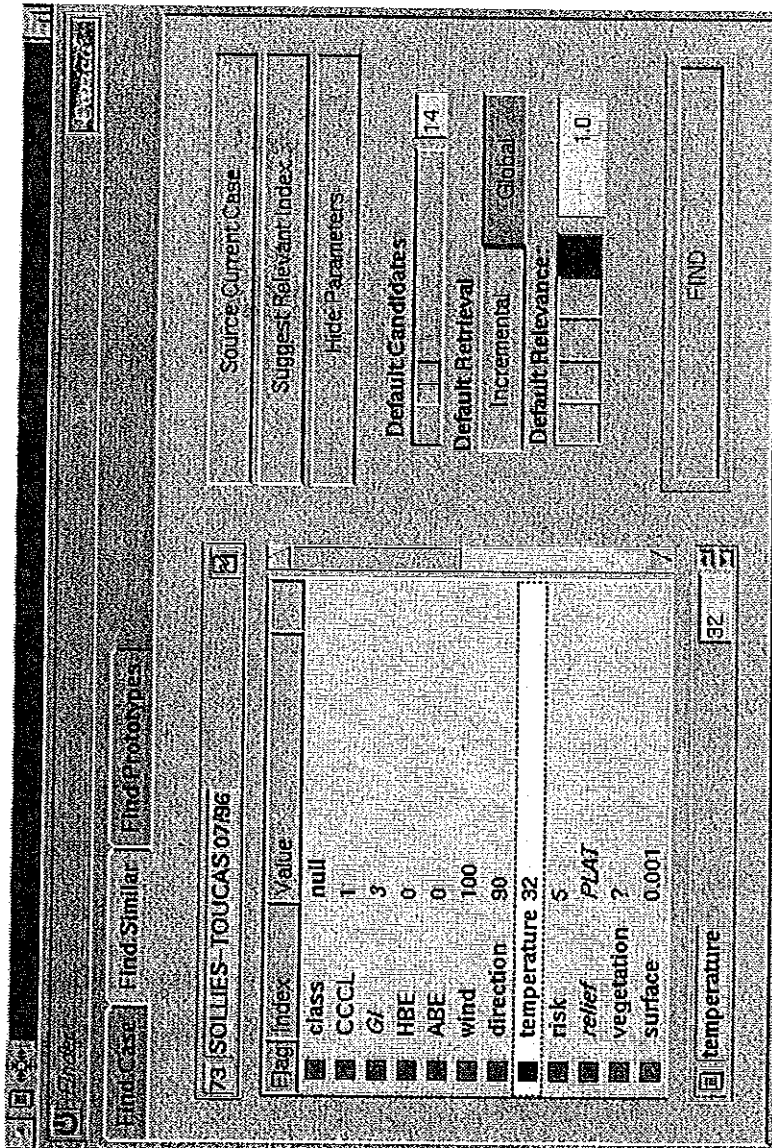 Finder
Find Case Find Similar Find Prototypes
73 SOLLIES-TOUCAS 07/96
Flag Index Value
class null
CCCL 1
GI 3
HBE 0
ABE 0
wind 100
direction 90
temperature 32
risk 5
relief PLAT
vegetation ?
surface 0.001
temperature 32
Source Current Case
Suggest Relevant Index...
Hide Parameters
Default Candidates
14
Default Retrieval
Incremental Global
Default Relevance
1.0
FIND